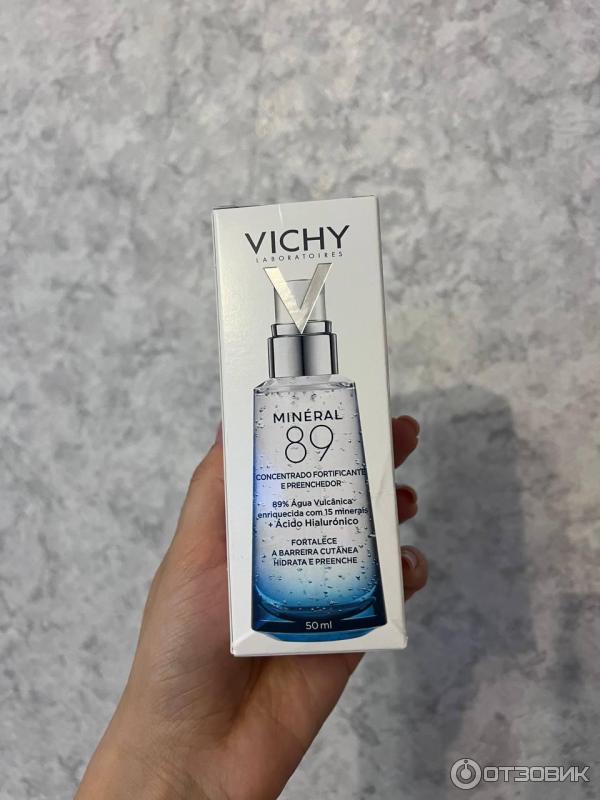 VICHY
LABORATOIRES
MINÉRAL
89
CONCENTRADO FORTIFICANTE
E PREENCHEDOR
89% Água Vulcânica
enriquecida com 15 minerais
+ Ácido Hialurónico
FORTALECE
A BARREIRA CUTÂNEA
HIDRATA E PREENCHE
50 ml
ОТЗОВИК